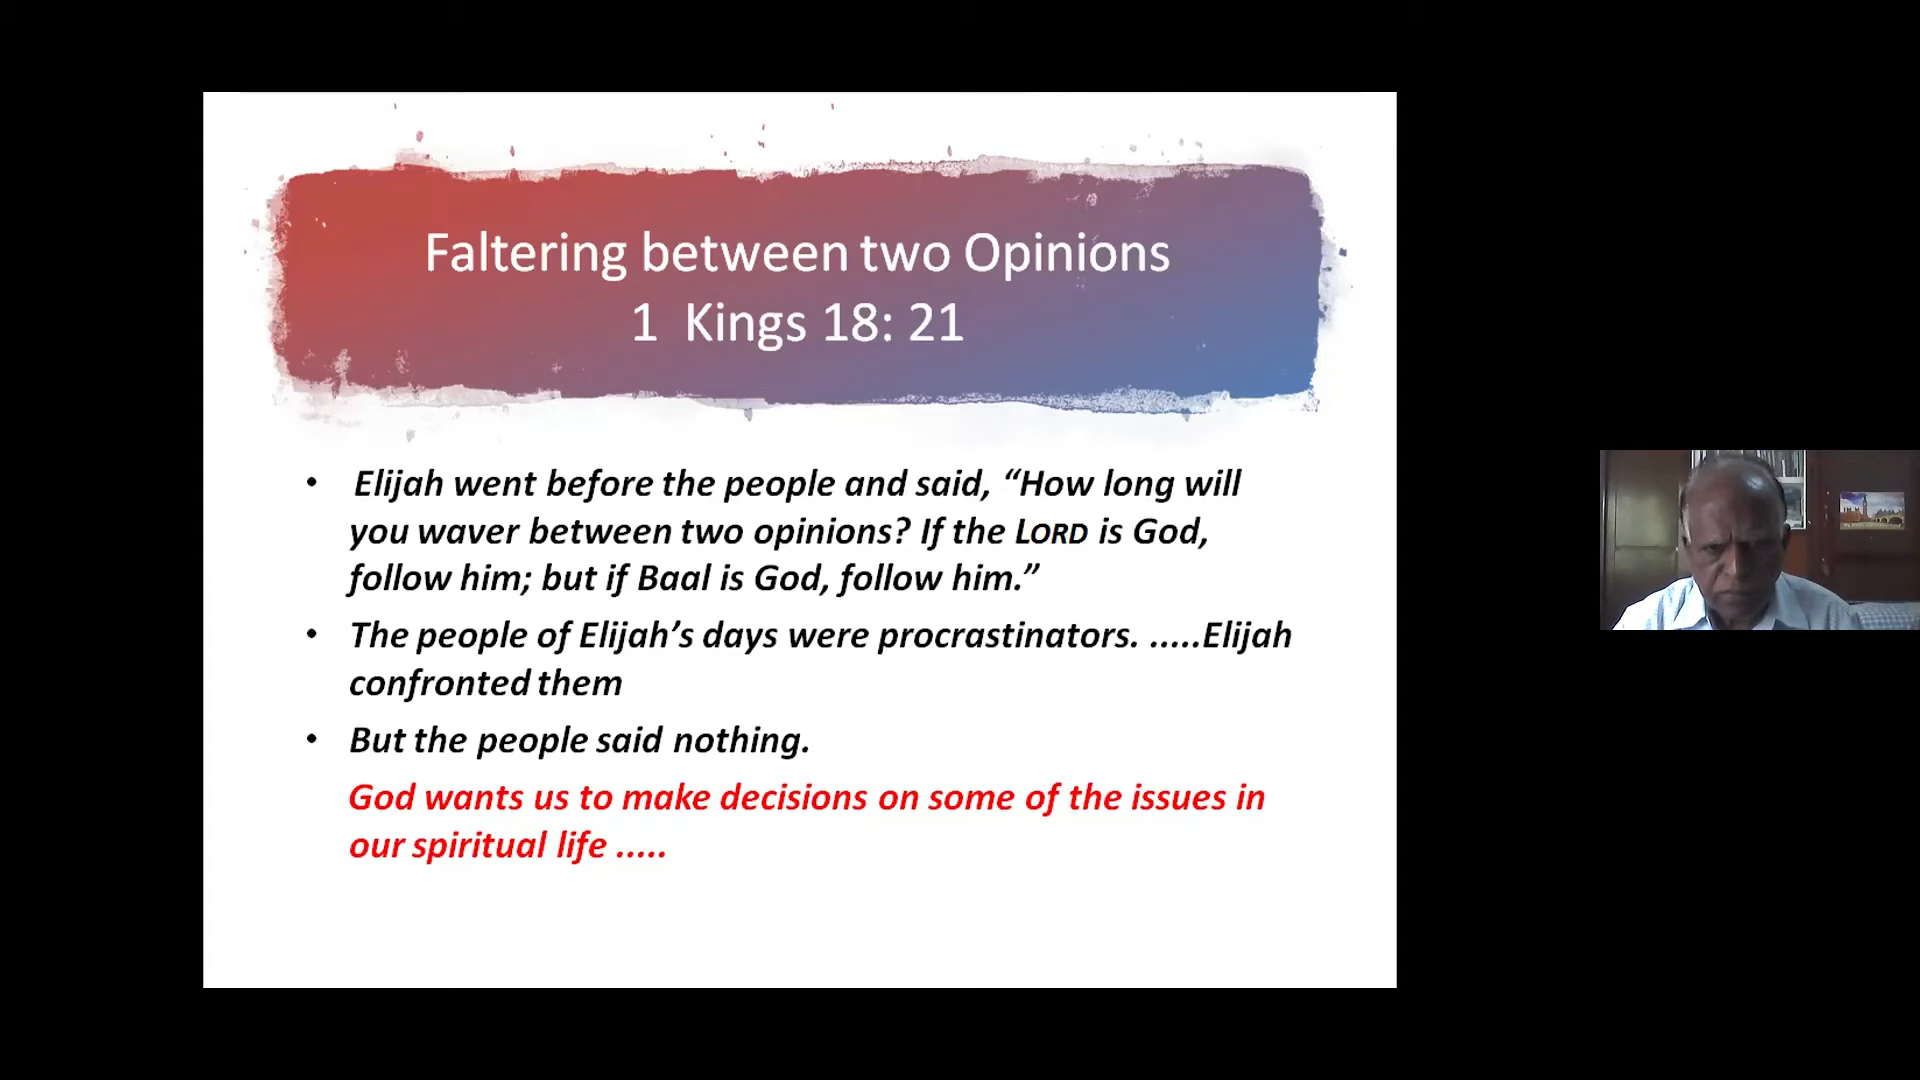 Faltering between two Opinions
1 Kings 18: 21
• Elijah went before the people and said, “How long will
you waver between two opinions? If the LORD is God,
follow him; but if Baal is God, follow him.”
• The people of Elijah’s days were procrastinators. .....Elijah
confronted them
• But the people said nothing.
God wants us to make decisions on some of the issues in
our spiritual life .....